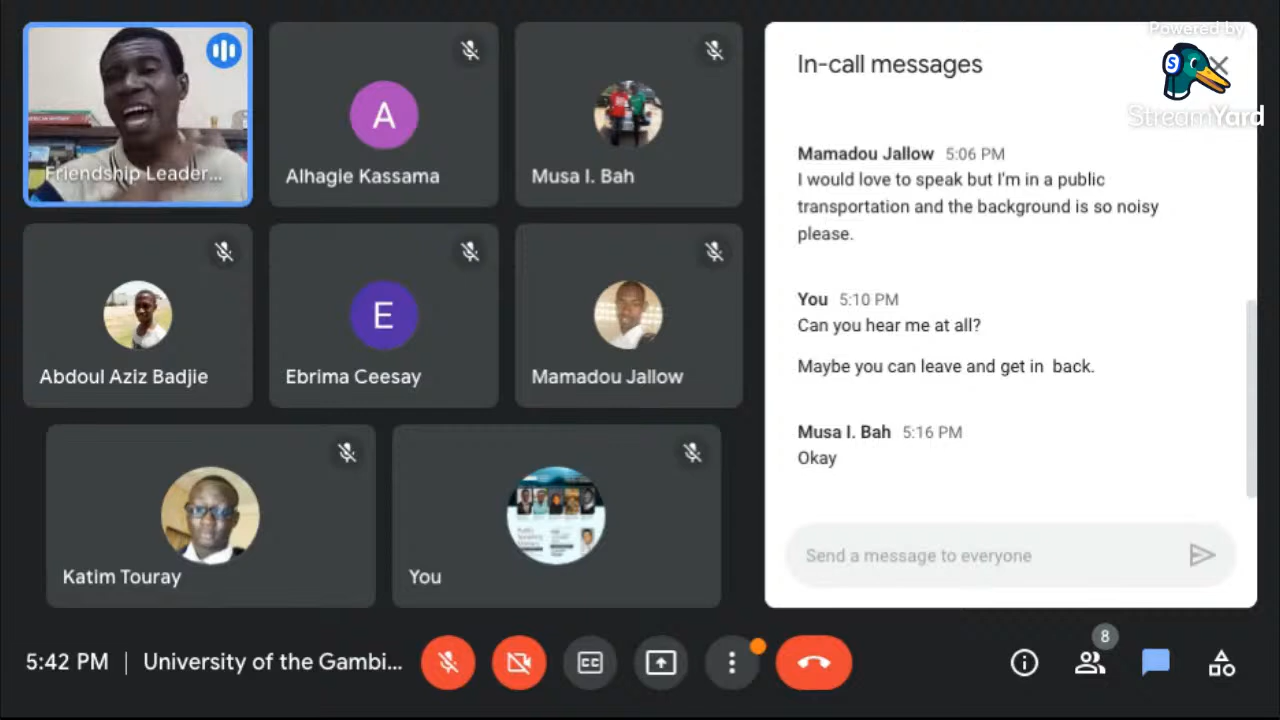 Powered by
StreamYard
Friendship Leader...
A
Alhagie Kassama
Musa I. Bah
Abdoul Aziz Badjie
E
Ebrima Ceesay
Mamadou Jallow
Katim Touray
You
In-call messages
Mamadou Jallow 5:06 PM
I would love to speak but I'm in a public
transportation and the background is so noisy
please.
You 5:10 PM
Can you hear me at all?
Maybe you can leave and get in back.
Musa I. Bah 5:16 PM
Okay
Send a message to everyone
5:42 PM | University of the Gambi...
CC
8